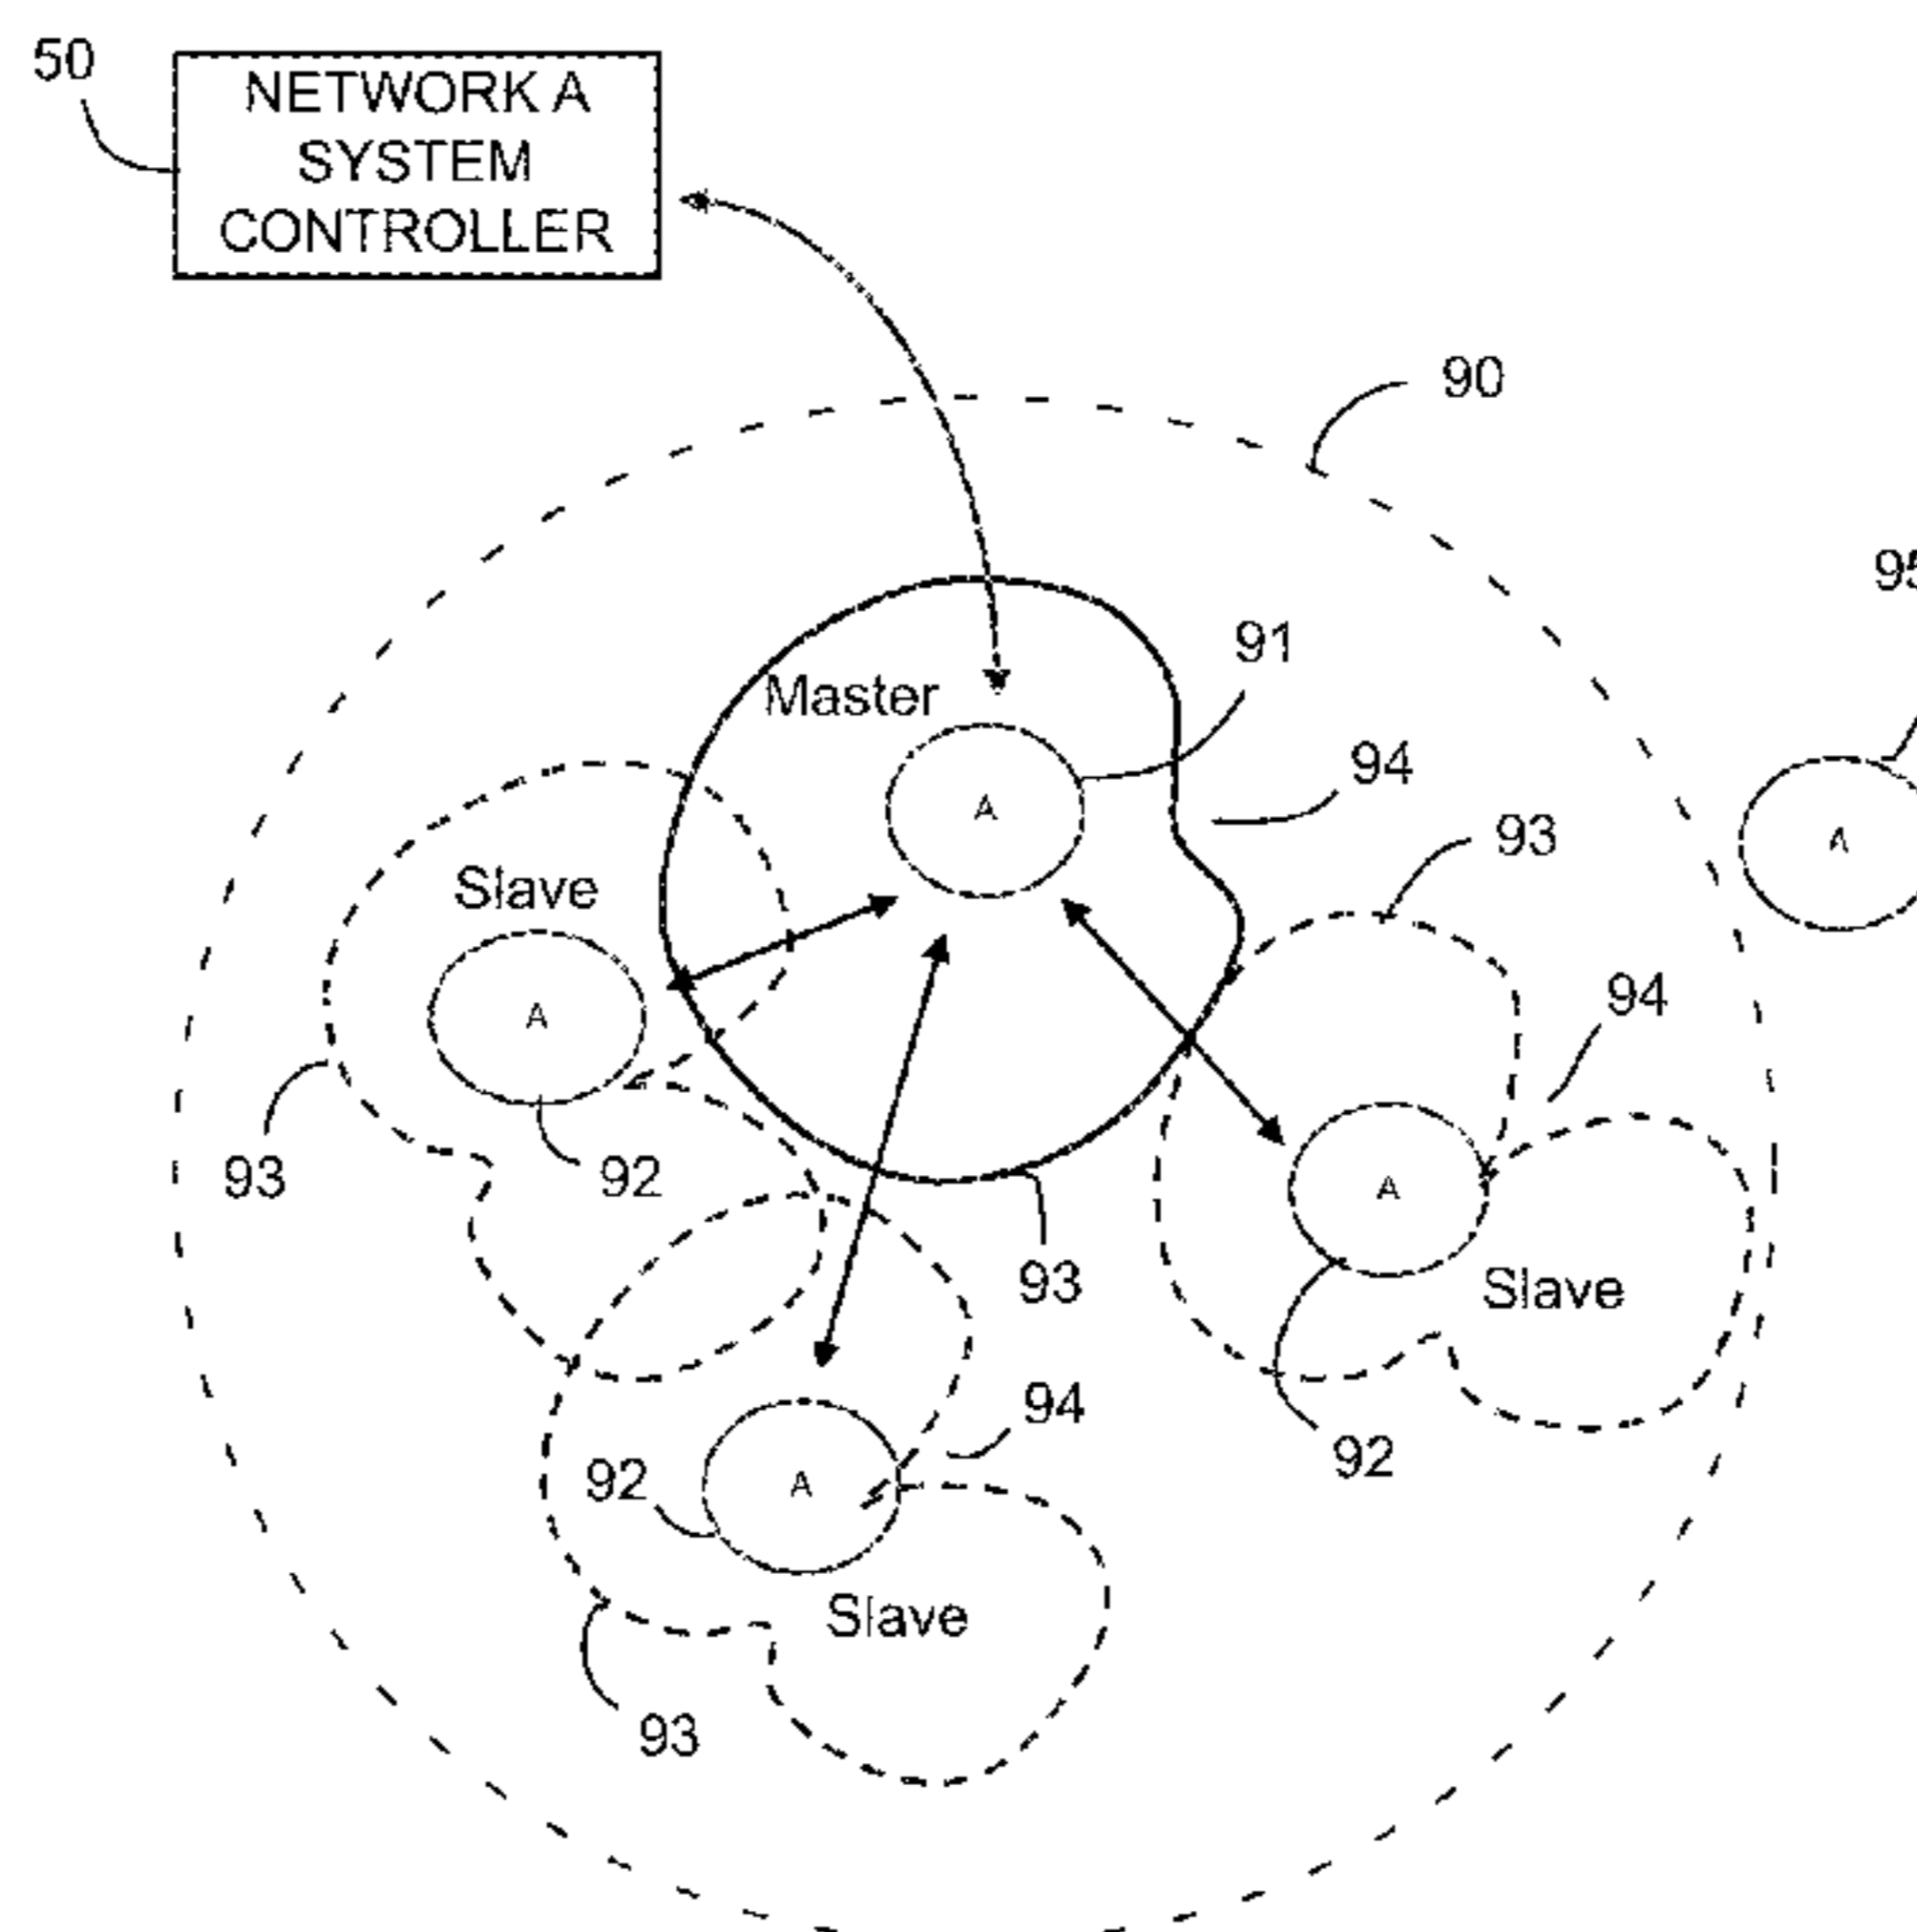 50
NETWORK A
SYSTEM
CONTROLLER
90
91
Master
94
A
93
A
Slave
94
A
93
92
A
93
Slave
94
92
92
A
Slave
93